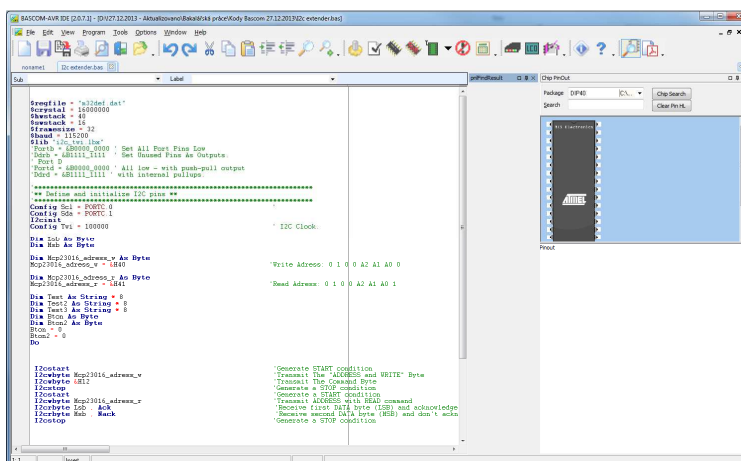 BASCOM-AVR IDE [2.0.7.1] - [D:\27.12.2013 - Aktualizovano\Bakalářská práce\Kody Bascom 27.12.2013\I2c extender.bas]
File Edit View Program Tools Options Window Help
noname1 I2c extender.bas
Sub Label
pnlFindResult
Chip PinOut
Package DIP40 C:\... Chip Search
Search Clear Pin HL
MCS Electronics
ATMEL
Pinout
$regfile = "m32def.dat"
$crystal = 16000000
$hwstack = 40
$swstack = 16
$framesize = 32
$baud = 115200
$lib "i2c_twi.lbx"
'Portb = &B0000_0000 ' Set All Port Pins Low
'Ddrb = &B1111_1111 ' Set Unused Pins As Outputs.
' Port D
'Portd = &B0000_0000 ' All low - with push-pull output
'Ddrd = &B1111_1111 ' with internal pullups.
'** Define and initialize I2C pins **
Config Scl = PORTC.0 '
Config Sda = PORTC.1
I2cinit
Config Twi = 100000 ' I2C Clock.
Dim Lsb As Byte
Dim Msb As Byte
Dim Mcp23016_adress_w As Byte
Mcp23016_adress_w = &H40 'Write Adress: 0 1 0 0 A2 A1 A0 0
Dim Mcp23016_adress_r As Byte
Mcp23016_adress_r = &H41 'Read Adress: 0 1 0 0 A2 A1 A0 1
Dim Test As String * 8
Dim Test2 As String * 8
Dim Test3 As String * 8
Dim Bton As Byte
Dim Bton2 As Byte
Bton = 0
Bton2 = 0
Do
I2cstart 'Generate START condition
I2cwbyte Mcp23016_adress_w 'Transmit The "ADDRESS and WRITE" Byte
I2cwbyte &H12 'Transmit The Command Byte
I2cstop 'Generate a STOP condition
I2cstart 'Generate a START condition
I2cwbyte Mcp23016_adress_r 'Transmit ADDRESS with READ command
I2crbyte Lsb , Ack 'Receive first DATA byte (LSB) and acknowledge
I2crbyte Msb , Nack 'Receive second DATA byte (MSB) and don't ackn
I2cstop 'Generate a STOP condition
1: 1 Insert